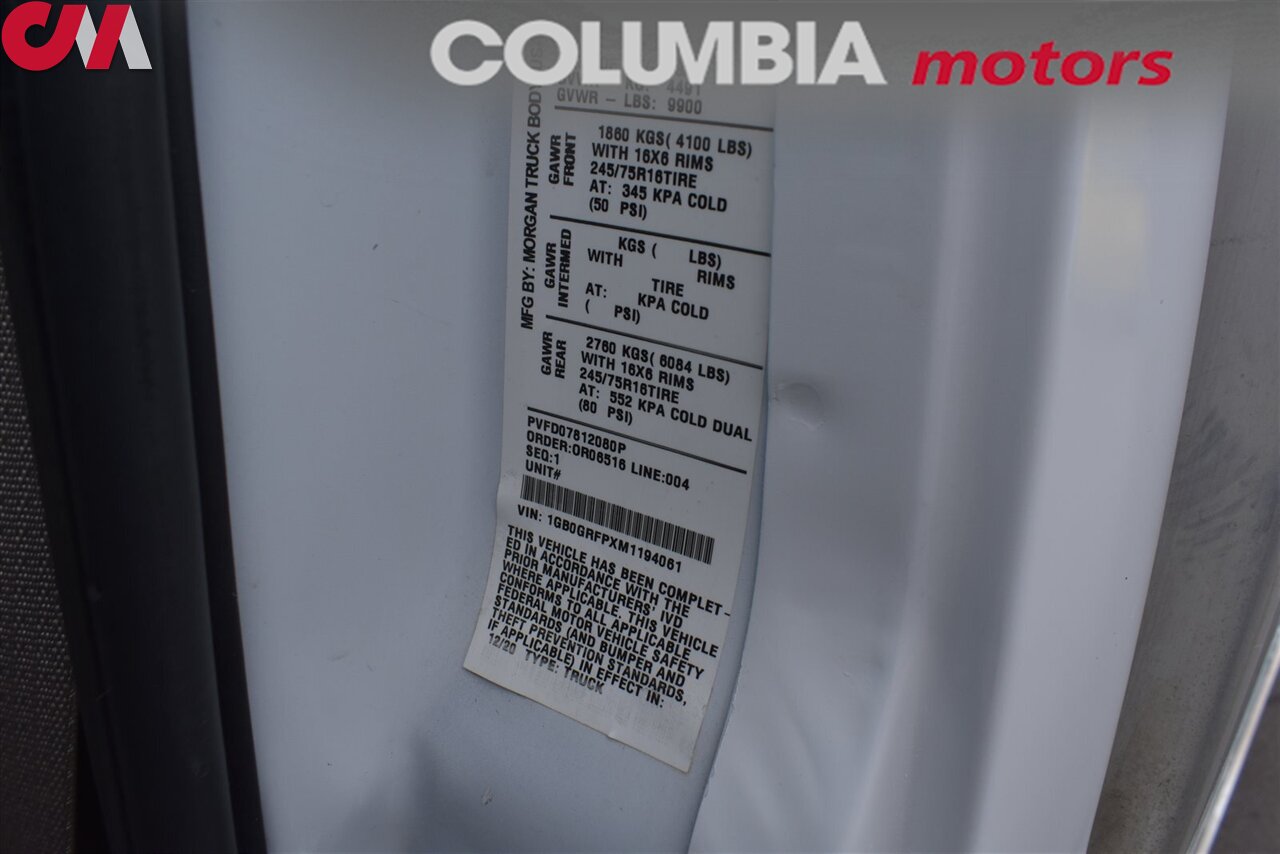 CM
COLUMBIA motors
KG: 4491
GVWR - LBS: 9900
MFG BY: MORGAN TRUCK BODY
GAWR
FRONT
1860 KGS( 4100 LBS)
WITH 16X6 RIMS
245/75R16TIRE
AT: 345 KPA COLD
(50 PSI)
GAWR
INTERMED
KGS ( LBS)
WITH RIMS
TIRE
AT: KPA COLD
( PSI)
GAWR
REAR
2760 KGS( 6084 LBS)
WITH 16X6 RIMS
245/75R16TIRE
AT: 552 KPA COLD DUAL
(80 PSI)
PVFD07812080P
ORDER:OR06516 LINE:004
SEQ:1
UNIT#
VIN: 1GB0GRFPXM1194061
THIS VEHICLE HAS BEEN COMPLET-
ED IN ACCORDANCE WITH THE
PRIOR MANUFACTURERS' IVD
WHERE APPLICABLE. THIS VEHICLE
CONFORMS TO ALL APPLICABLE
FEDERAL MOTOR VEHICLE SAFETY
STANDARDS (AND BUMPER AND
THEFT PREVENTION STANDARDS,
IF APPLICABLE) IN EFFECT IN:
12/20 TYPE: TRUCK